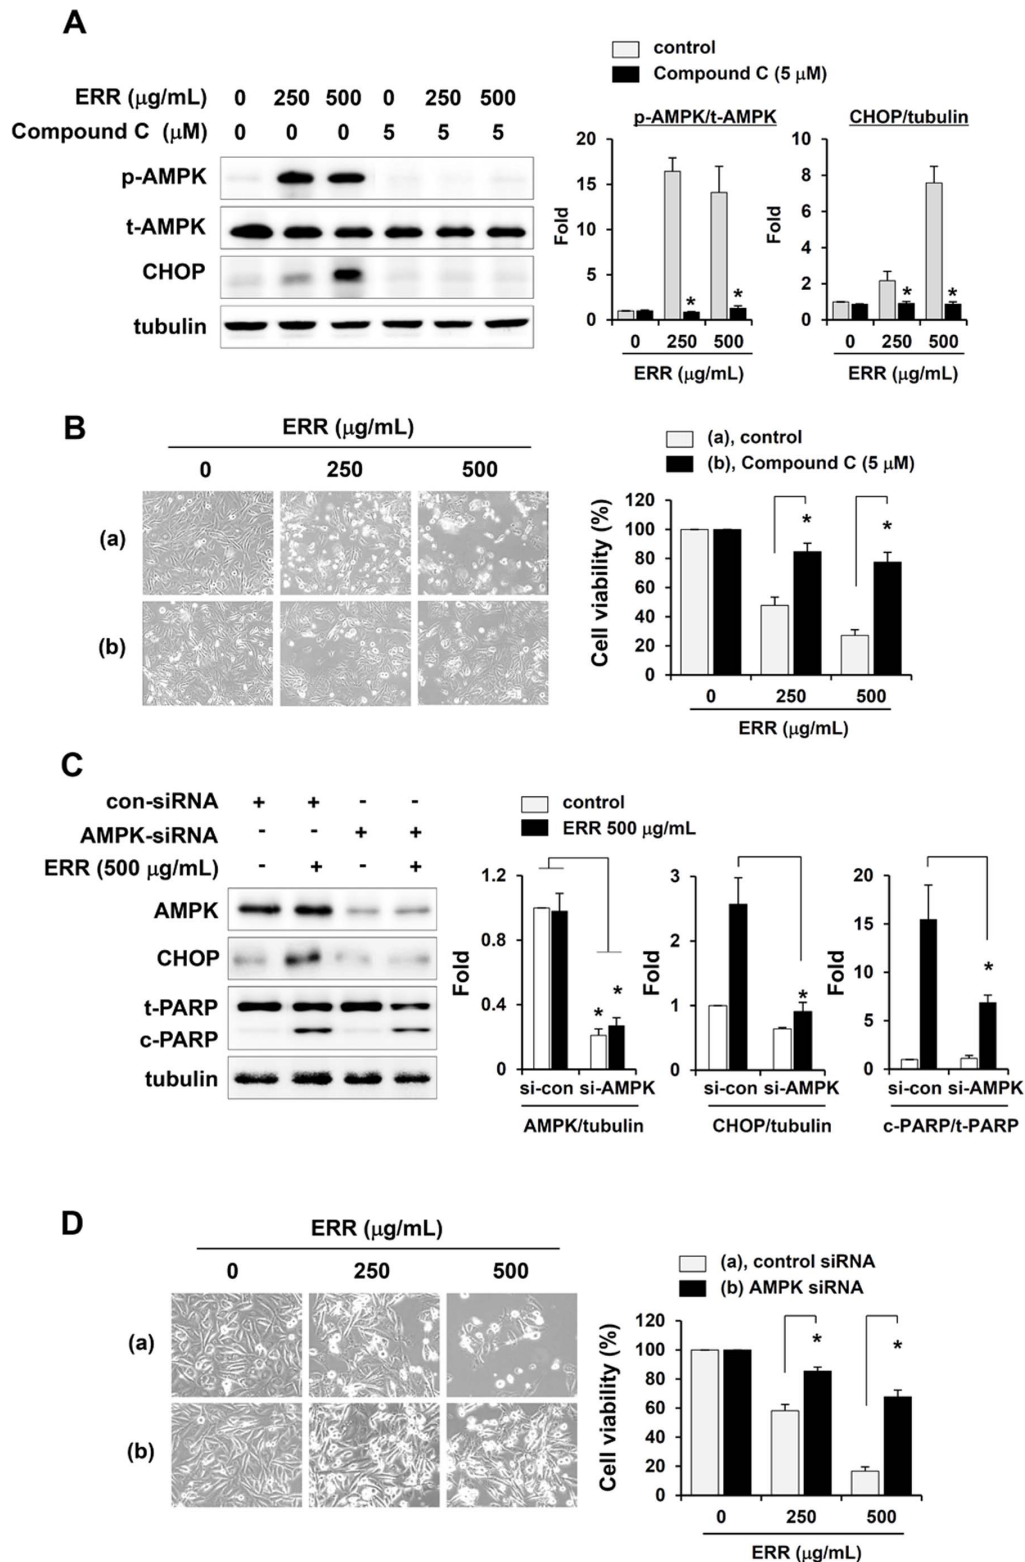 A
control
Compound C (5 μM)
ERR (μg/mL) 0 250 500 0 250 500
Compound C (μM) 0 0 0 5 5 5
p-AMPK
t-AMPK
CHOP
tubulin
p-AMPK/t-AMPK
Fold
20
15
10
5
0
* *
0 250 500
ERR (μg/mL)
CHOP/tubulin
Fold
10
8
6
4
2
0
* *
0 250 500
ERR (μg/mL)
B
ERR (μg/mL)
0 250 500
(a)
(b)
(a), control
(b), Compound C (5 μM)
Cell viability (%)
120
100
80
60
40
20
0
* *
0 250 500
ERR (μg/mL)
C
con-siRNA + + - -
AMPK-siRNA - - + +
ERR (500 μg/mL) - + - +
AMPK
CHOP
t-PARP
c-PARP
tubulin
control
ERR 500 μg/mL
Fold
1.2
0.8
0.4
0
* *
si-con si-AMPK
AMPK/tubulin
Fold
3
2
1
0
*
si-con si-AMPK
CHOP/tubulin
Fold
20
15
10
5
0
*
si-con si-AMPK
c-PARP/t-PARP
D
ERR (μg/mL)
0 250 500
(a)
(b)
(a), control siRNA
(b) AMPK siRNA
Cell viability (%)
120
100
80
60
40
20
0
* *
0 250 500
ERR (μg/mL)